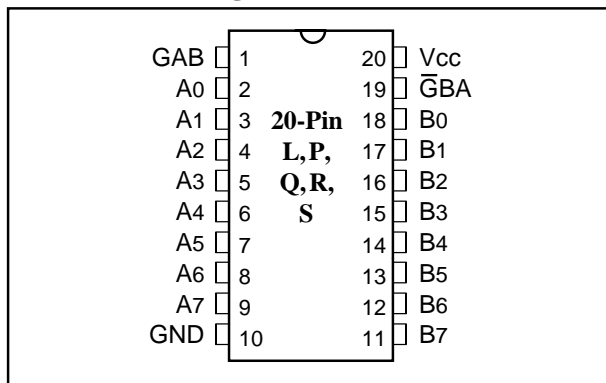 GAB 1 20 Vcc
A0 2 19 G̅BA
A1 3 20-Pin 18 B0
A2 4 L, P, 17 B1
A3 5 Q, R, 16 B2
A4 6 S 15 B3
A5 7 14 B4
A6 8 13 B5
A7 9 12 B6
GND 10 11 B7